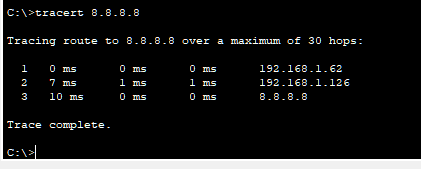 C:\>tracert 8.8.8.8
Tracing route to 8.8.8.8 over a maximum of 30 hops:
1 0 ms 0 ms 0 ms 192.168.1.62
2 7 ms 1 ms 1 ms 192.168.1.126
3 10 ms 0 ms 0 ms 8.8.8.8
Trace complete.
C:\>